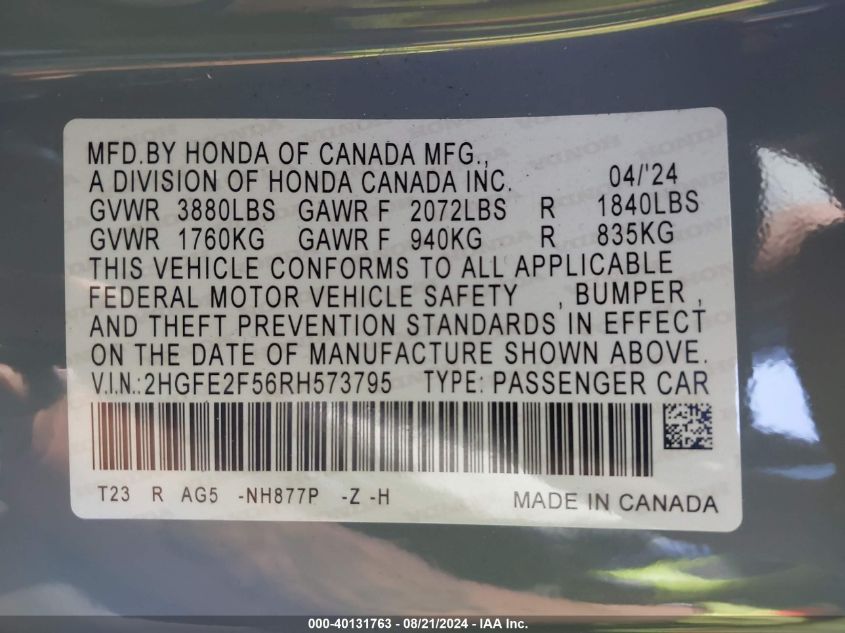 MFD.BY HONDA OF CANADA MFG.,
A DIVISION OF HONDA CANADA INC. 04/'24
GVWR 3880LBS GAWR F 2072LBS R 1840LBS
GVWR 1760KG GAWR F 940KG R 835KG
THIS VEHICLE CONFORMS TO ALL APPLICABLE
FEDERAL MOTOR VEHICLE SAFETY , BUMPER ,
AND THEFT PREVENTION STANDARDS IN EFFECT
ON THE DATE OF MANUFACTURE SHOWN ABOVE.
V.I.N.:2HGFE2F56RH573795 TYPE: PASSENGER CAR
T23 R AG5 -NH877P -Z -H MADE IN CANADA
000-40131763 - 08/21/2024 - IAA Inc.